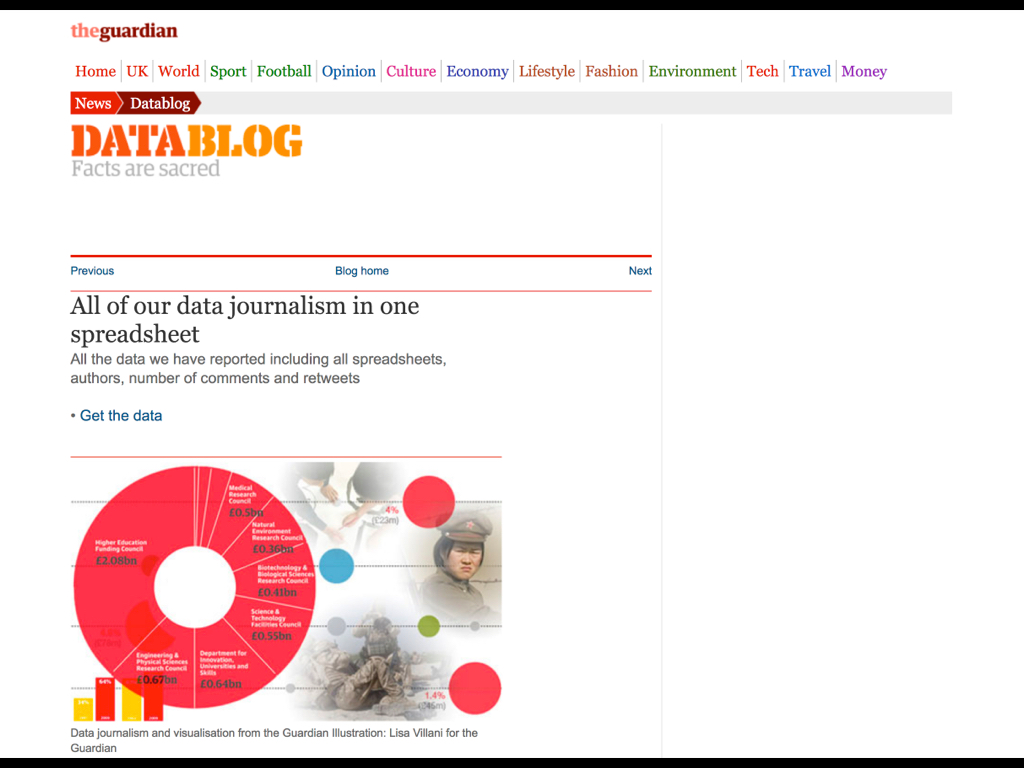 theguardian
Home UK World Sport Football Opinion Culture Economy Lifestyle Fashion Environment Tech Travel Money
News Datablog
DATABLOG
Facts are sacred
Previous Blog home Next
All of our data journalism in one
spreadsheet
All the data we have reported including all spreadsheets,
authors, number of comments and retweets
• Get the data
Medical
Research
Council
£0.5bn
Natural
Environment
Research Council
£0.36bn
Higher Education
Funding Council
£2.08bn
Biotechnology &
Biological Sciences
Research Council
£0.41bn
Science &
Technology
Facilities Council
£0.55bn
Engineering &
Physical Sciences
Research Council
£0.67bn
Department for
Innovation,
Universities and
Skills
£0.64bn
4%
(£23m)
1.4%
64%
Data journalism and visualisation from the Guardian Illustration: Lisa Villani for the
Guardian